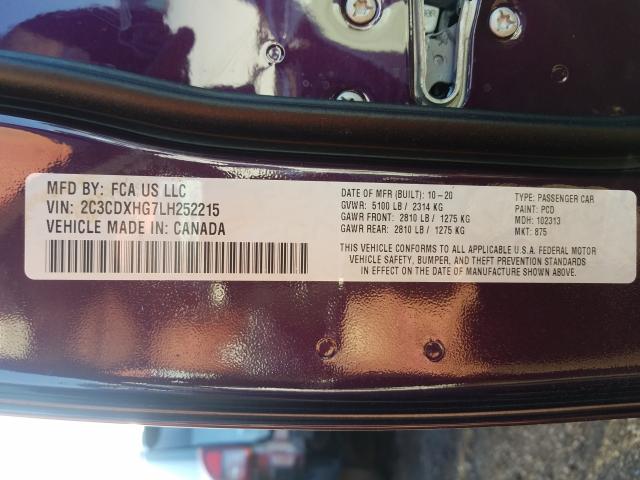 MFD BY: FCA US LLC
VIN: 2C3CDXHG7LH252215
VEHICLE MADE IN: CANADA
DATE OF MFR (BUILT): 10-20
GVWR: 5100 LB / 2314 KG
GAWR FRONT: 2810 LB / 1275 KG
GAWR REAR: 2810 LB / 1275 KG
TYPE: PASSENGER CAR
PAINT: PCD
MDH: 102313
MKT: 875
THIS VEHICLE CONFORMS TO ALL APPLICABLE U.S.A. FEDERAL MOTOR
VEHICLE SAFETY, BUMPER, AND THEFT PREVENTION STANDARDS
IN EFFECT ON THE DATE OF MANUFACTURE SHOWN ABOVE.